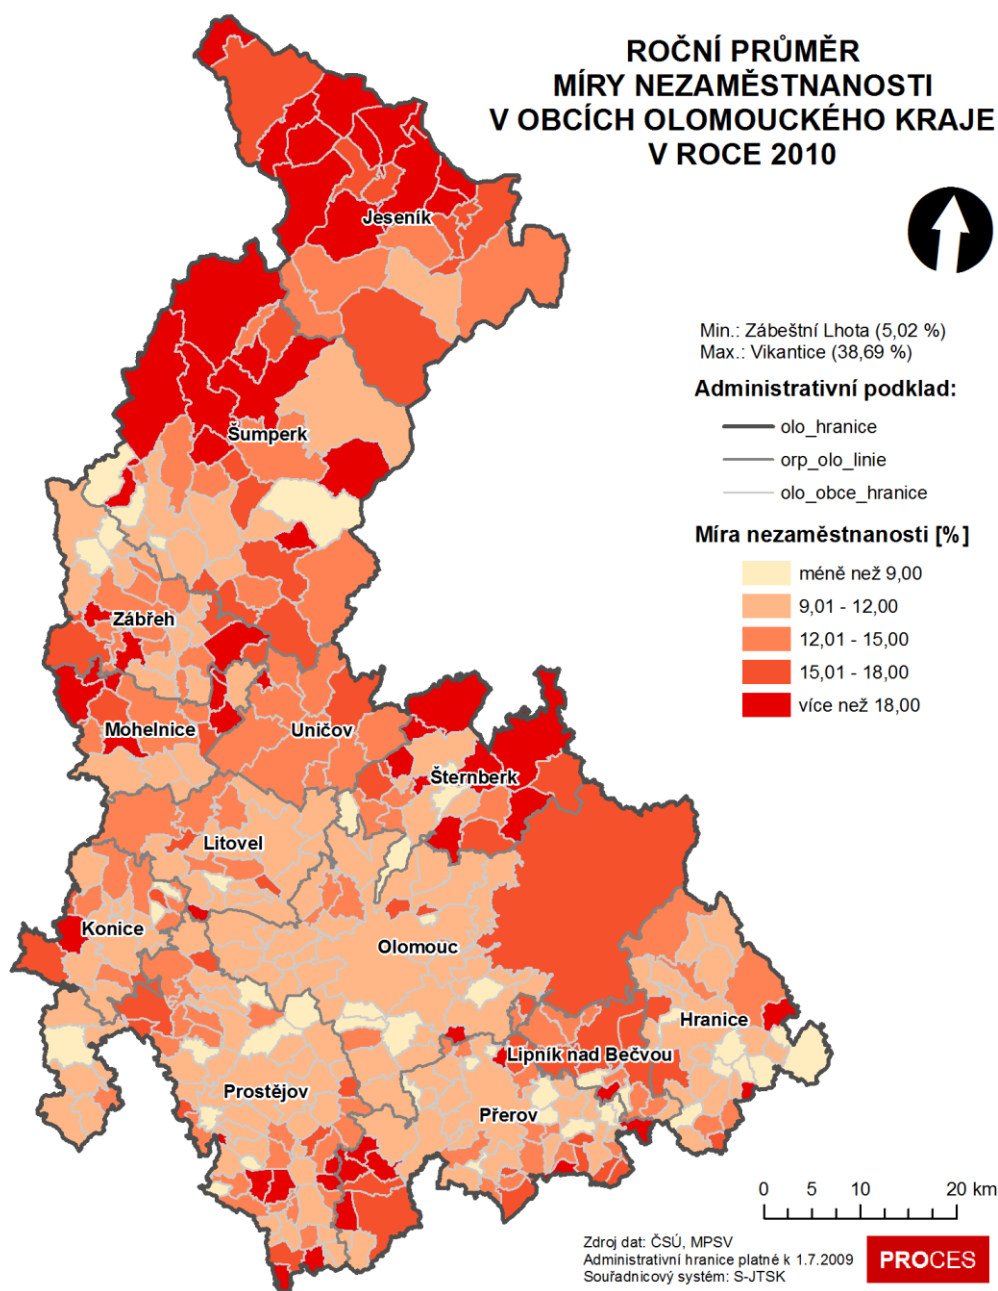 ROČNÍ PRŮMĚR
MÍRY NEZAMĚSTNANOSTI
V OBCÍCH OLOMOUCKÉHO KRAJE
V ROCE 2010
Jeseník
Min.: Zábeštní Lhota (5,02 %)
Max.: Vikantice (38,69 %)
Administrativní podklad:
olo_hranice
orp_olo_linie
olo_obce_hranice
Míra nezaměstnanosti [%]
méně než 9,00
9,01 - 12,00
12,01 - 15,00
15,01 - 18,00
více než 18,00
Šumperk
Zábřeh
Mohelnice
Uničov
Šternberk
Litovel
Konice
Olomouc
Hranice
Lipník nad Bečvou
Prostějov
Přerov
0 5 10 20 km
Zdroj dat: ČSÚ, MPSV
Administrativní hranice platné k 1.7.2009
Souřadnicový systém: S-JTSK
PROCES